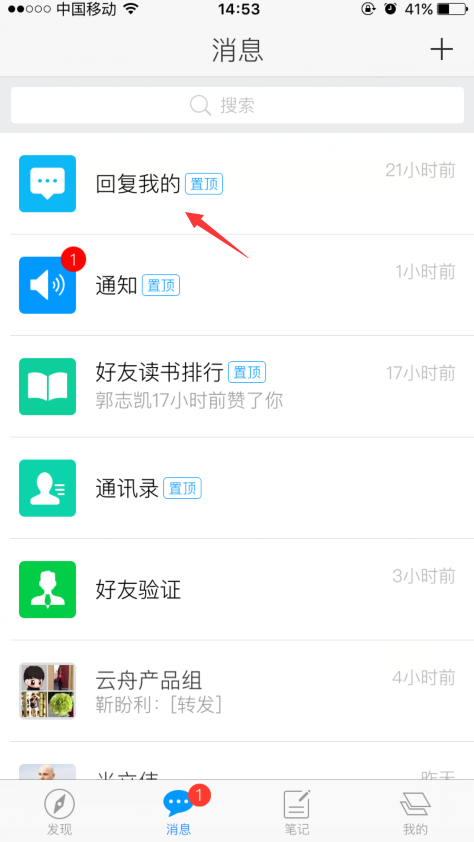 中国移动 14:53 41%
消息
搜索
回复我的 置顶 21小时前
1
通知 置顶 1小时前
好友读书排行 置顶 17小时前
郭志凯17小时前赞了你
通讯录 置顶
好友验证 3小时前
云舟产品组 4小时前
靳盼利：[转发]
昨天
1
发现 消息 笔记 我的